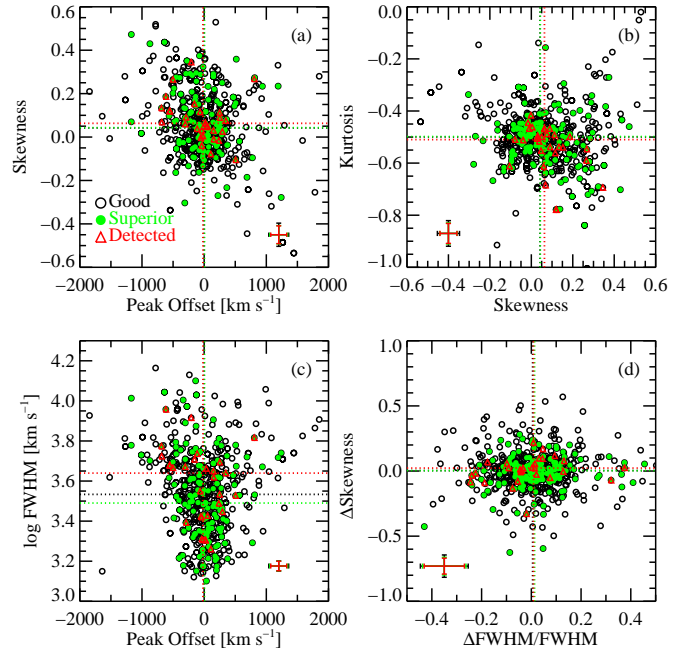 0.6
0.4
0.2
0.0
−0.2
−0.4
−0.6
Skewness
(a)
Good
Superior
Detected
−2000 −1000 0 1000 2000
Peak Offset [km s⁻¹]
−0.0
−0.2
−0.4
−0.6
−0.8
−1.0
Kurtosis
(b)
−0.6 −0.4 −0.2 0.0 0.2 0.4 0.6
Skewness
4.2
4.0
3.8
3.6
3.4
3.2
3.0
log FWHM [km s⁻¹]
(c)
−2000 −1000 0 1000 2000
Peak Offset [km s⁻¹]
1.0
0.5
0.0
−0.5
−1.0
ΔSkewness
(d)
−0.4 −0.2 0.0 0.2 0.4
ΔFWHM/FWHM